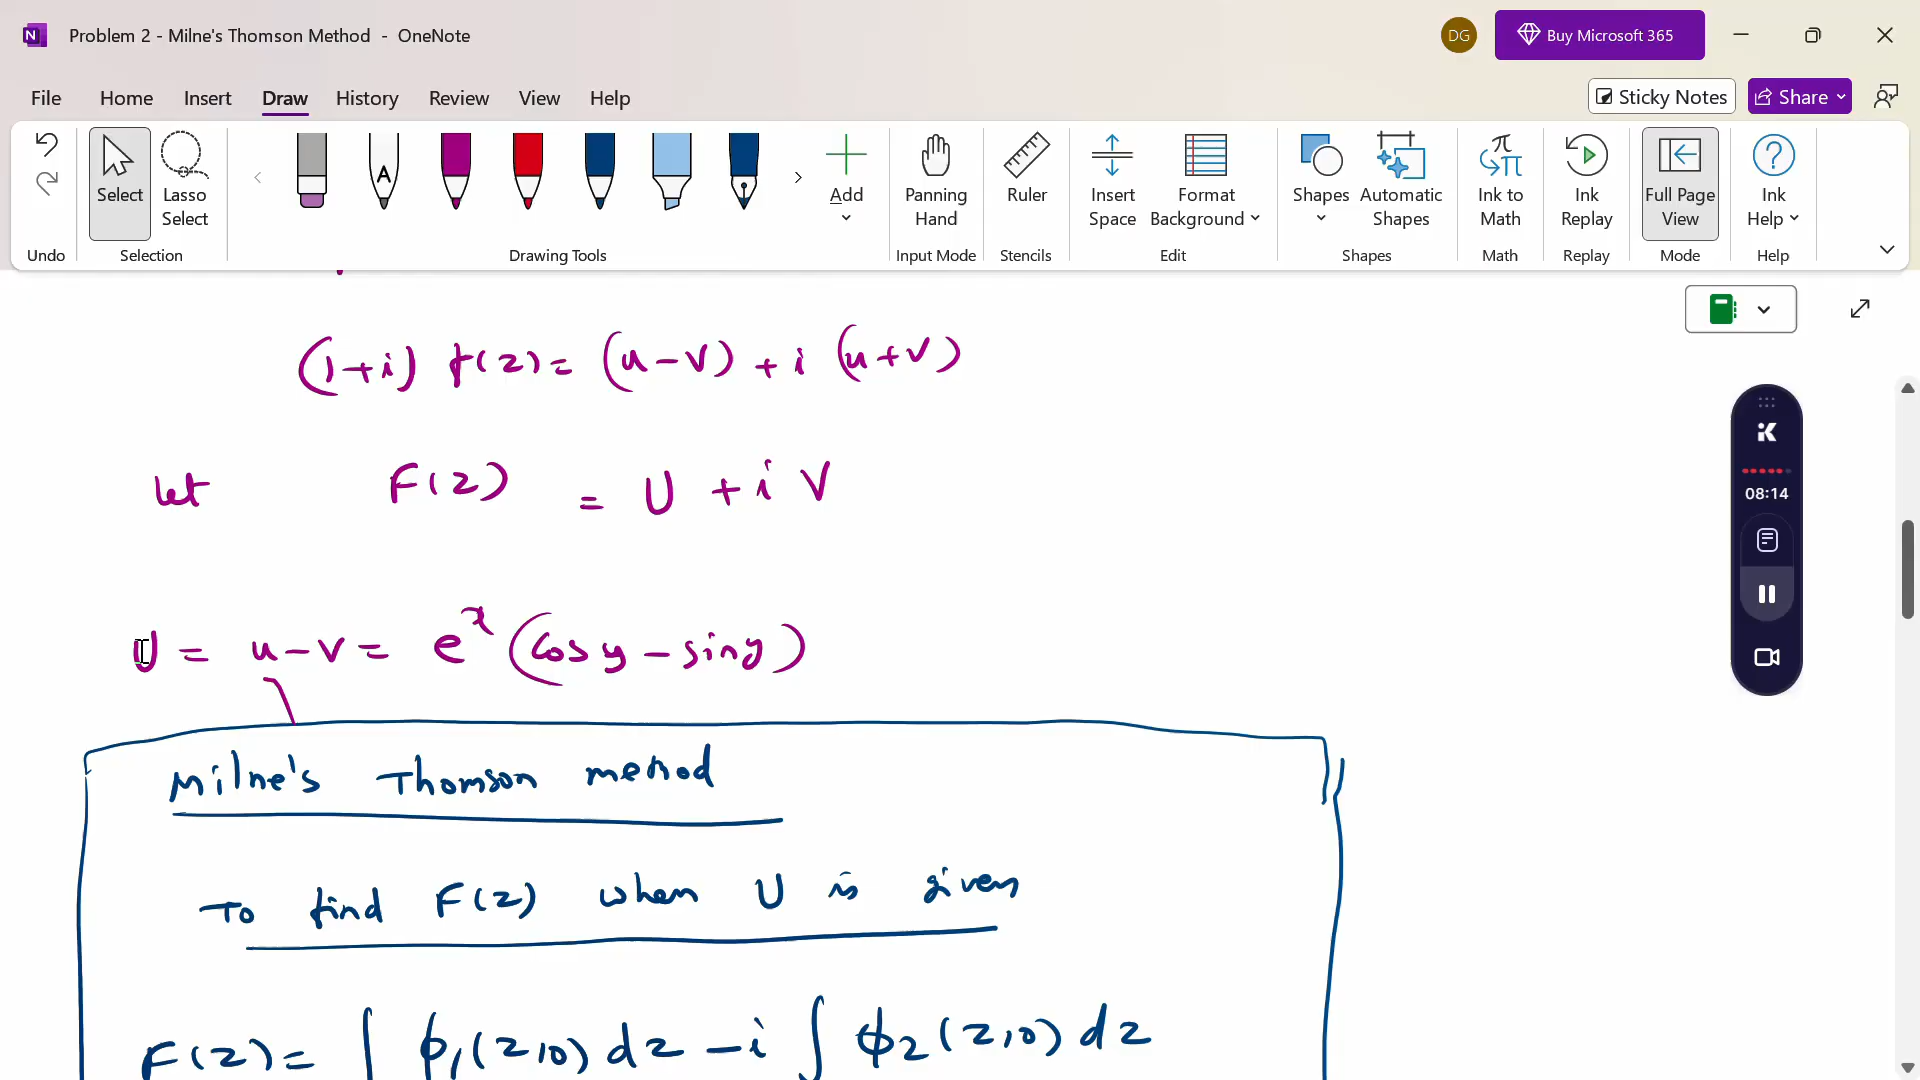 Problem 2 - Milne's Thomson Method - OneNote
DG
Buy Microsoft 365
File Home Insert Draw History Review View Help
Sticky Notes Share
Undo
Select
Lasso Select
Selection
A
Drawing Tools
Add
Panning Hand
Input Mode
Ruler
Stencils
Insert Space
Format Background
Edit
Shapes
Automatic Shapes
Shapes
Ink to Math
Math
Ink Replay
Replay
Full Page View
Mode
Ink Help
Help
(1+i) f(z) = (u-v) + i (u+v)
let F(z) = U + i V
08:14
U = u-v = e^x (cos y - sin y)
Milne's Thomson method
To find F(z) when U is given
F(z) = ∫ φ₁(z,0) dz - i ∫ φ₂(z,0) dz